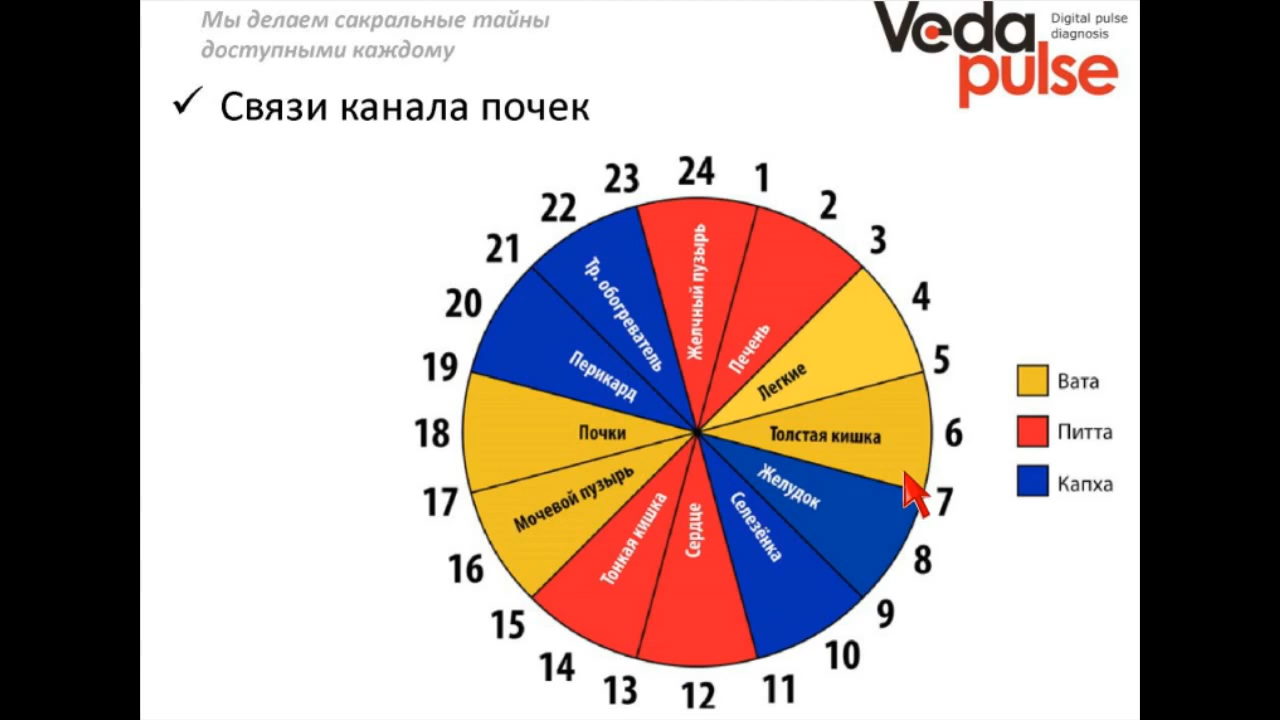 Мы делаем сакральные тайны
доступными каждому
Veda
pulse
Digital pulse
diagnosis
✓ Связи канала почек
24
1
2
3
4
5
6
7
8
9
10
11
12
13
14
15
16
17
18
19
20
21
22
23
Желчный пузырь
Печень
Легкие
Толстая кишка
Желудок
Селезёнка
Сердце
Тонкая кишка
Мочевой пузырь
Почки
Перикард
Тр. обогреватель
Вата
Питта
Капха